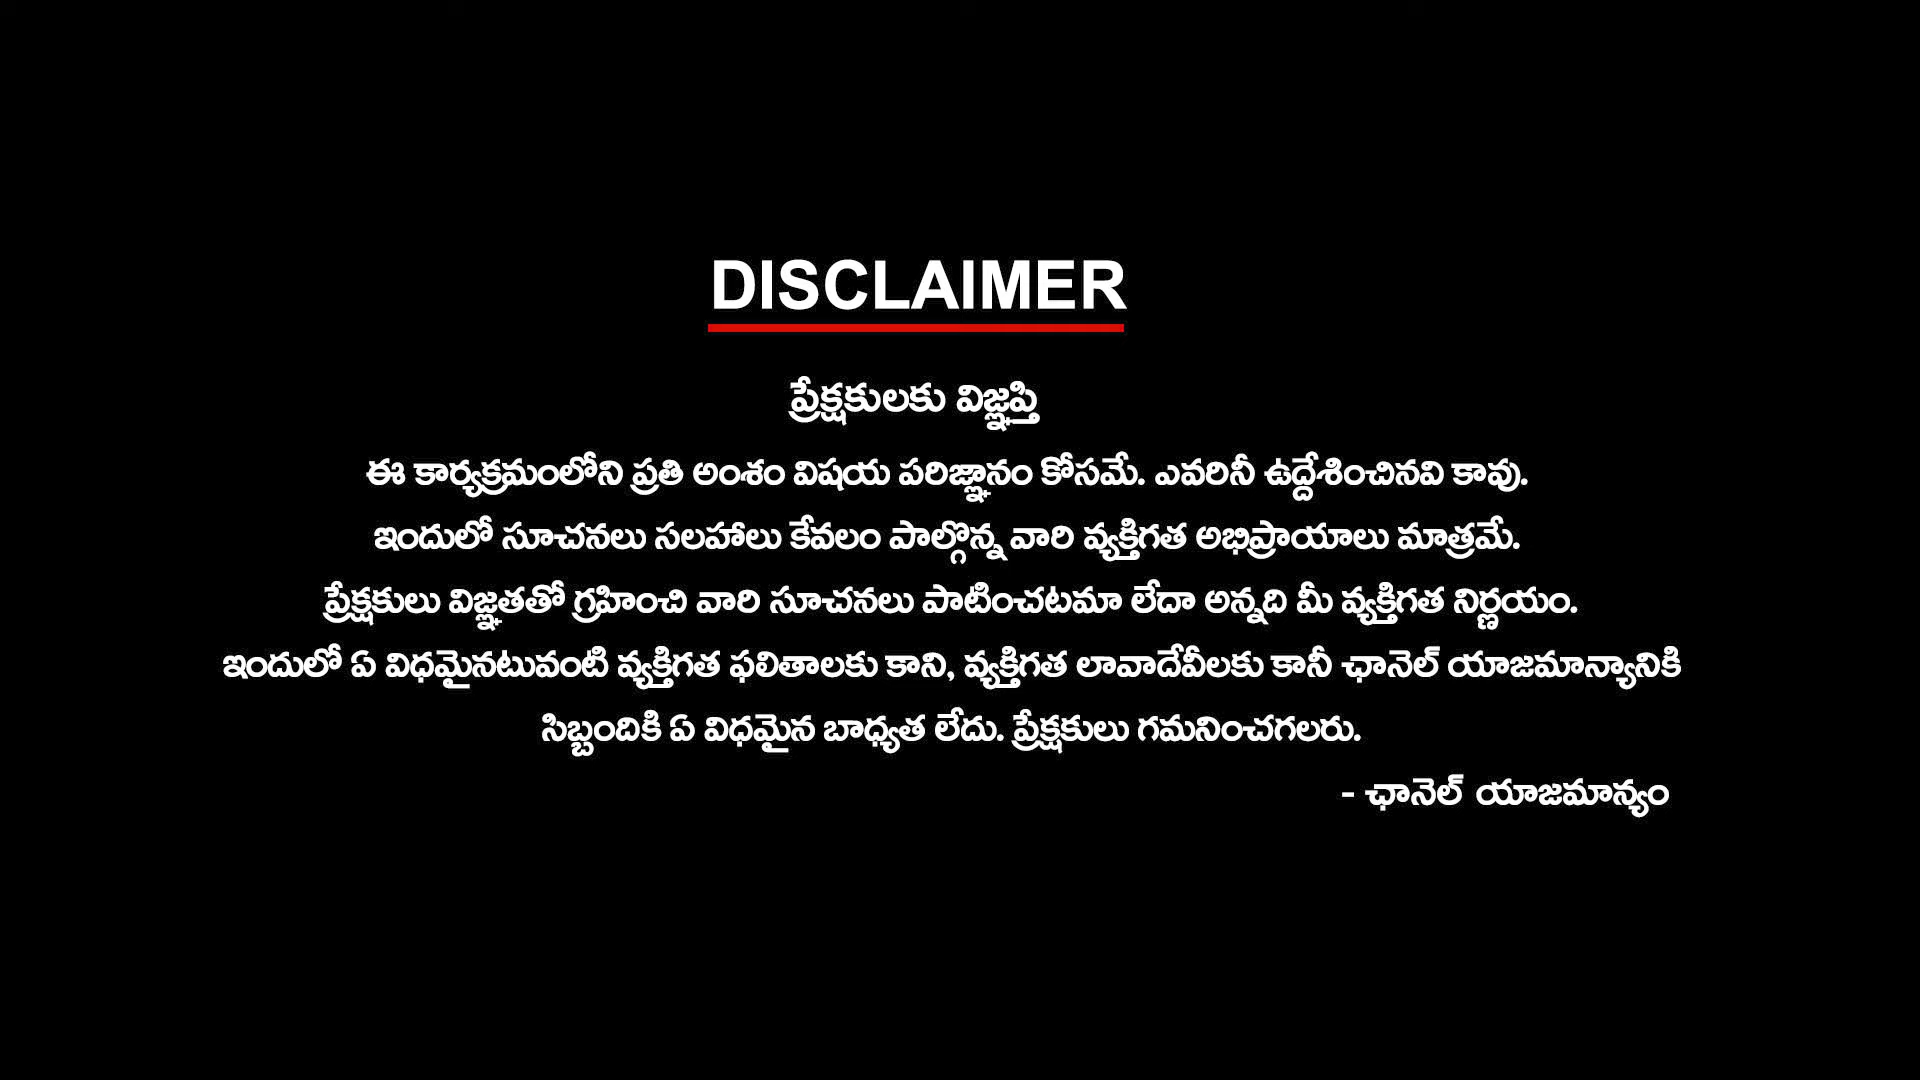 DISCLAIMER
ప్రేక్షకులకు విజ్ఞప్తి
ఈ కార్యక్రమంలోని ప్రతి అంశం విషయ పరిజ్ఞానం కోసమే. ఎవరినీ ఉద్దేశించినవి కావు.
ఇందులో సూచనలు సలహాలు కేవలం పాల్గొన్న వారి వ్యక్తిగత అభిప్రాయాలు మాత్రమే.
ప్రేక్షకులు విజ్ఞతతో గ్రహించి వారి సూచనలు పాటించటమా లేదా అన్నది మీ వ్యక్తిగత నిర్ణయం.
ఇందులో ఏ విధమైనటువంటి వ్యక్తిగత ఫలితాలకు కాని, వ్యక్తిగత లావాదేవీలకు కానీ ఛానెల్ యాజమాన్యానికి
సిబ్బందికి ఏ విధమైన బాధ్యత లేదు. ప్రేక్షకులు గమనించగలరు.
- ఛానెల్ యాజమాన్యం